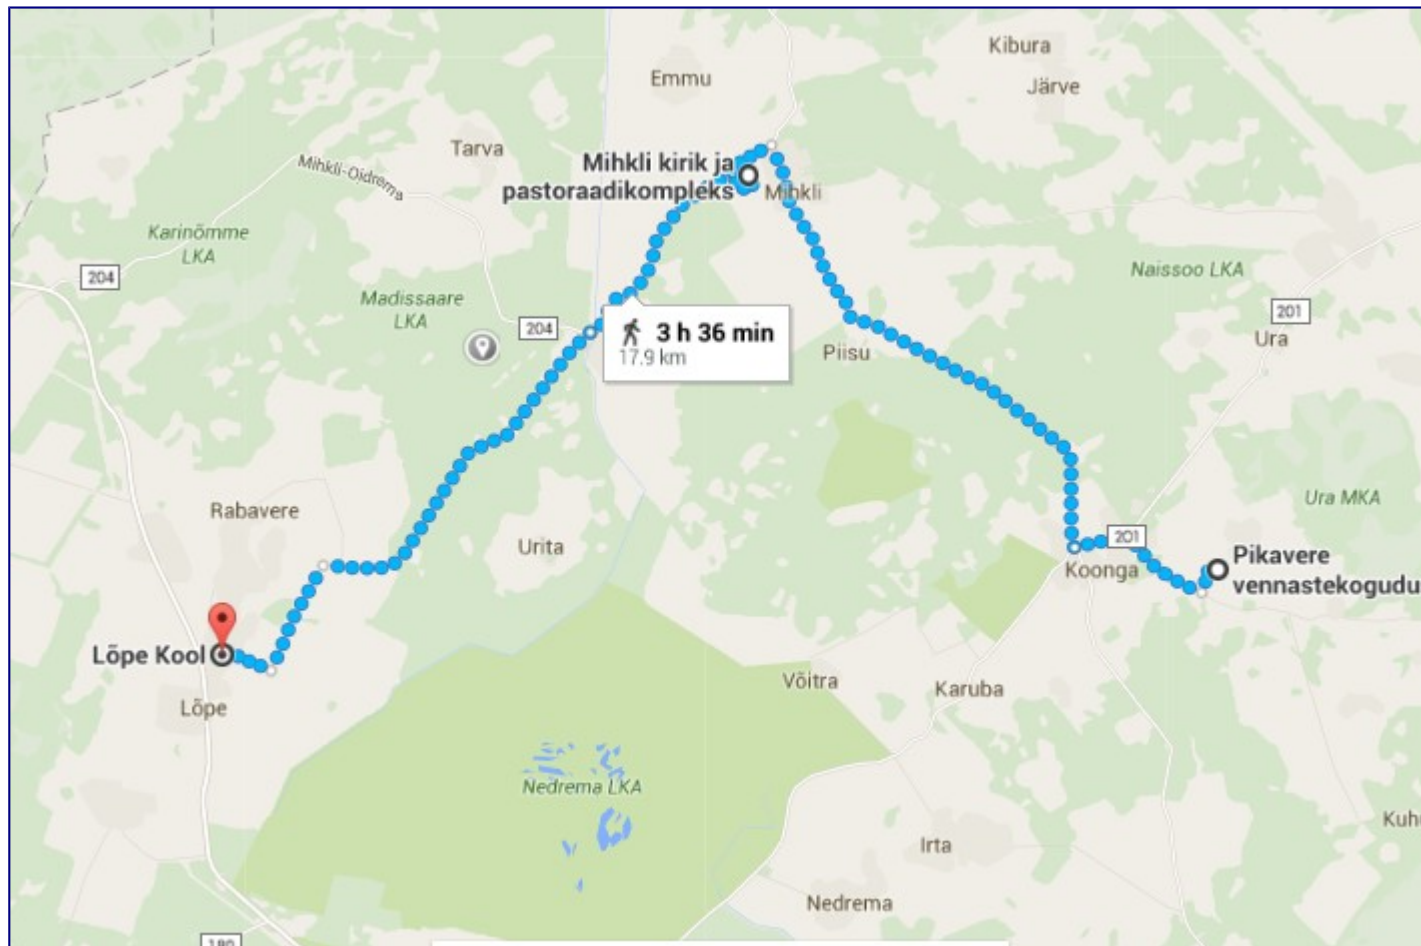 Kibura
Emmu
Järve
Tarva
Mihkli-Oidrema
Mihkli kirik ja
pastoraadikompleks
Mihkli
Karinõmme
LKA
204
Naissoo LKA
Madissaare
LKA
204
201
3 h 36 min
17.9 km
Piisu
Ura
Rabavere
Ura MKA
Urita
201
Koonga
Pikavere
vennastekogudu
Lõpe Kool
Lõpe
Võitra
Karuba
Nedrema LKA
Kuhu
Irta
Nedrema
180